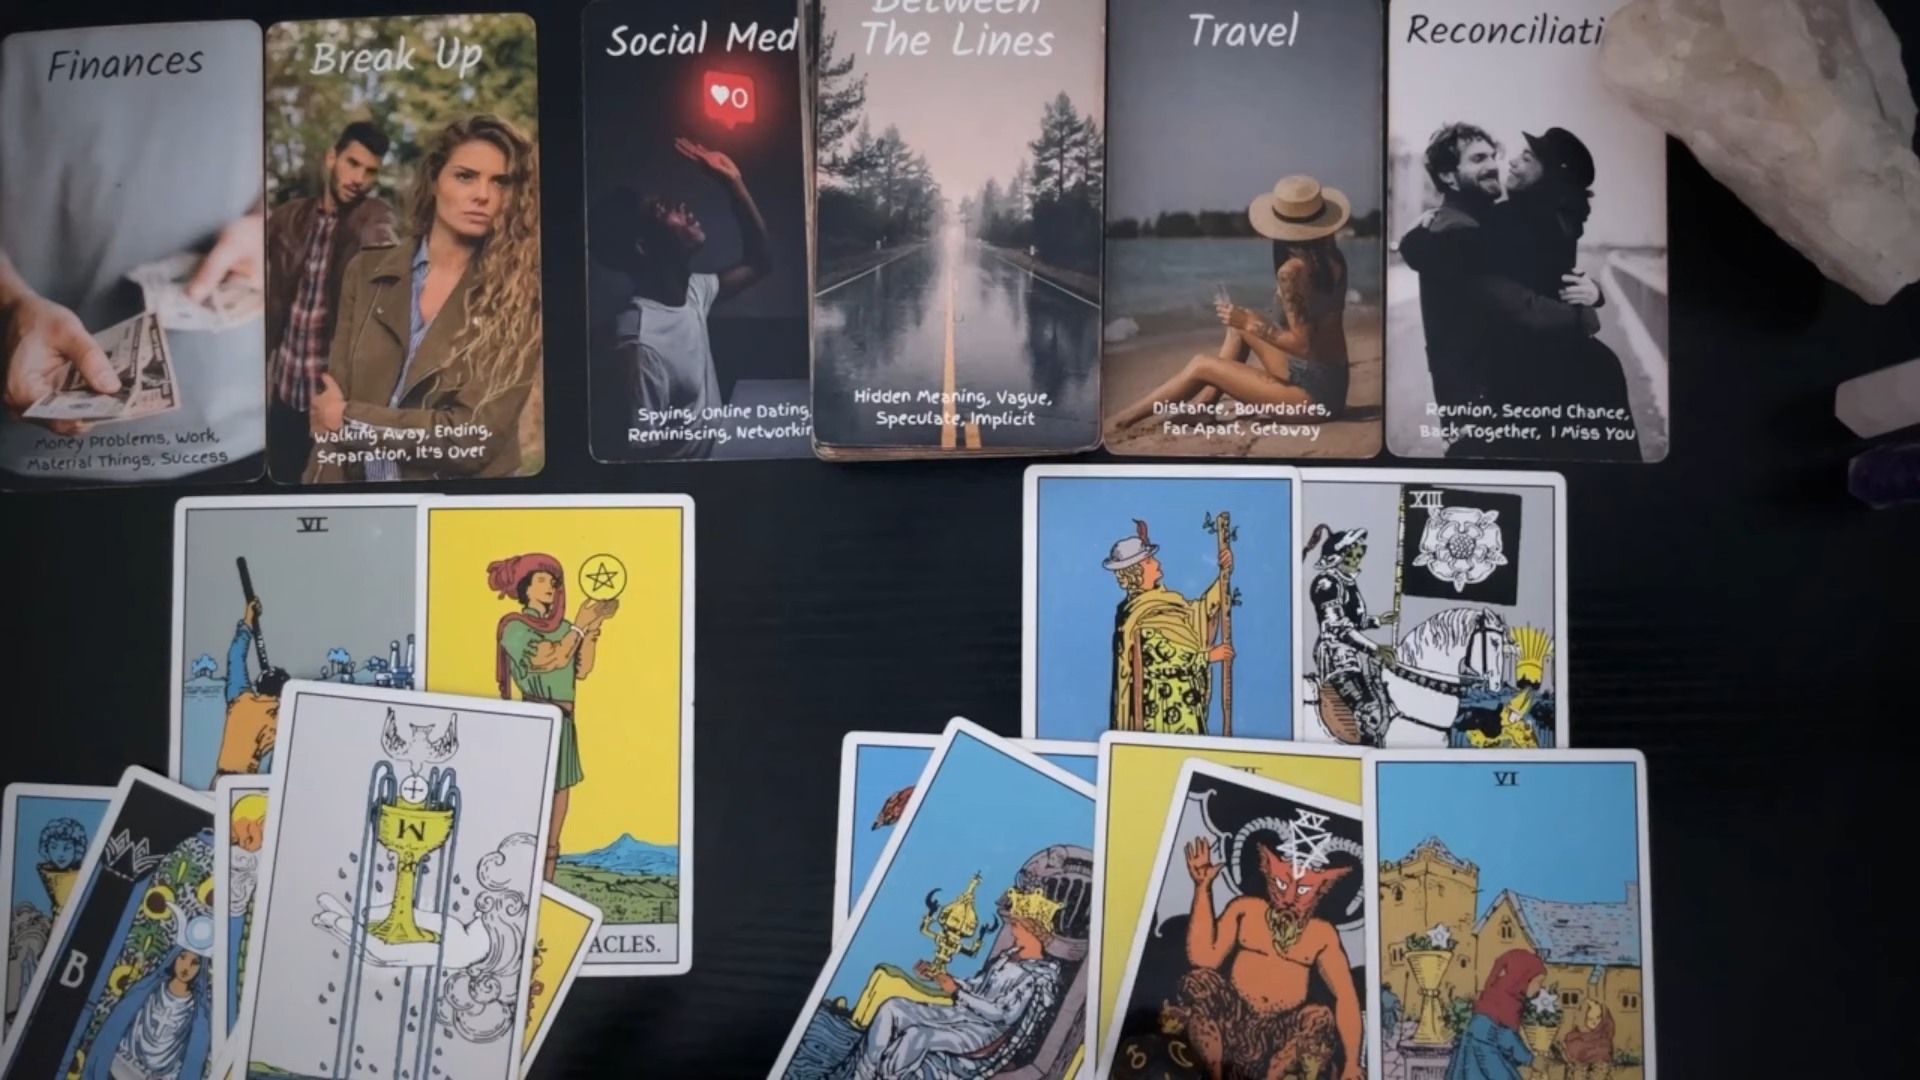 Finances
Money Problems, Work,
Material Things, Success
Break Up
Walking Away, Ending,
Separation, It's Over
Social Med
0
Spying, Online Dating,
Reminiscing, Networkin
Between
The Lines
Hidden Meaning, Vague,
Speculate, Implicit
Travel
Distance, Boundaries,
Far Apart, Getaway
Reconciliati
Reunion, Second Chance,
Back Together, I Miss You
VI
XIII
VI
B
W
ACLES.